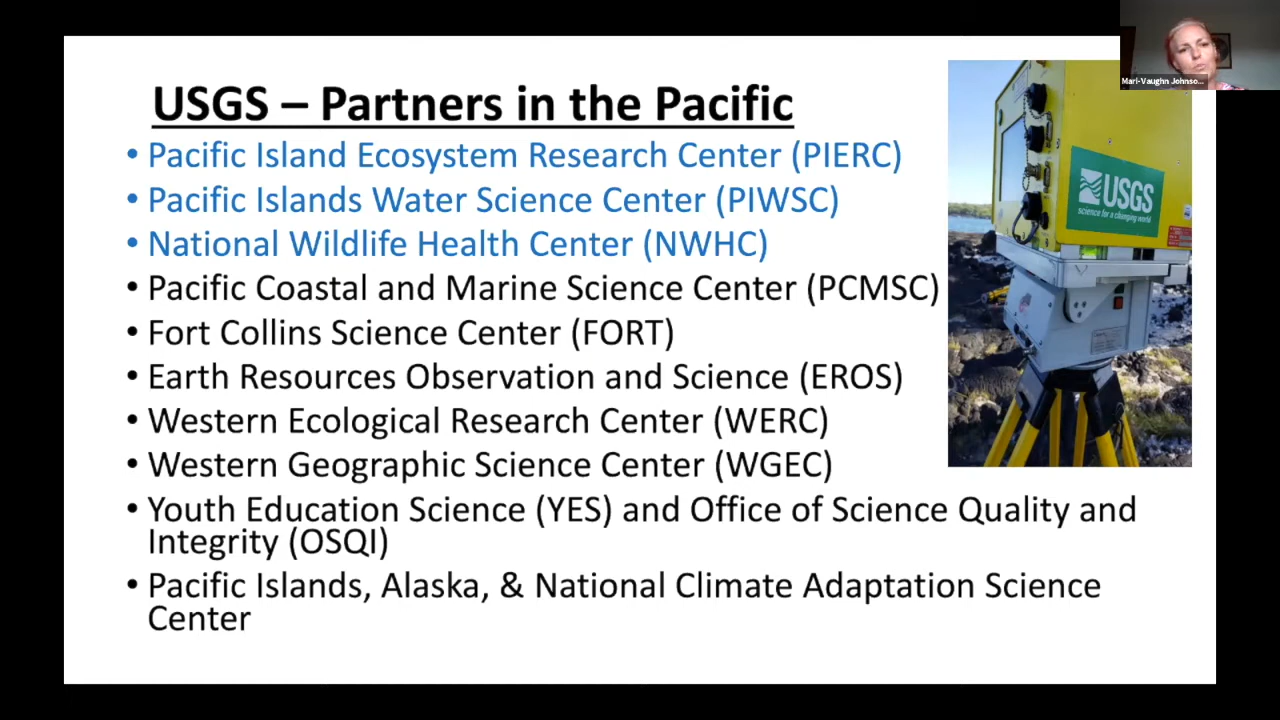 USGS – Partners in the Pacific
• Pacific Island Ecosystem Research Center (PIERC)
• Pacific Islands Water Science Center (PIWSC)
• National Wildlife Health Center (NWHC)
• Pacific Coastal and Marine Science Center (PCMSC)
• Fort Collins Science Center (FORT)
• Earth Resources Observation and Science (EROS)
• Western Ecological Research Center (WERC)
• Western Geographic Science Center (WGEC)
• Youth Education Science (YES) and Office of Science Quality and
Integrity (OSQI)
• Pacific Islands, Alaska, & National Climate Adaptation Science
Center
USGS
science for a changing world
Mari-Vaughn Johnso...